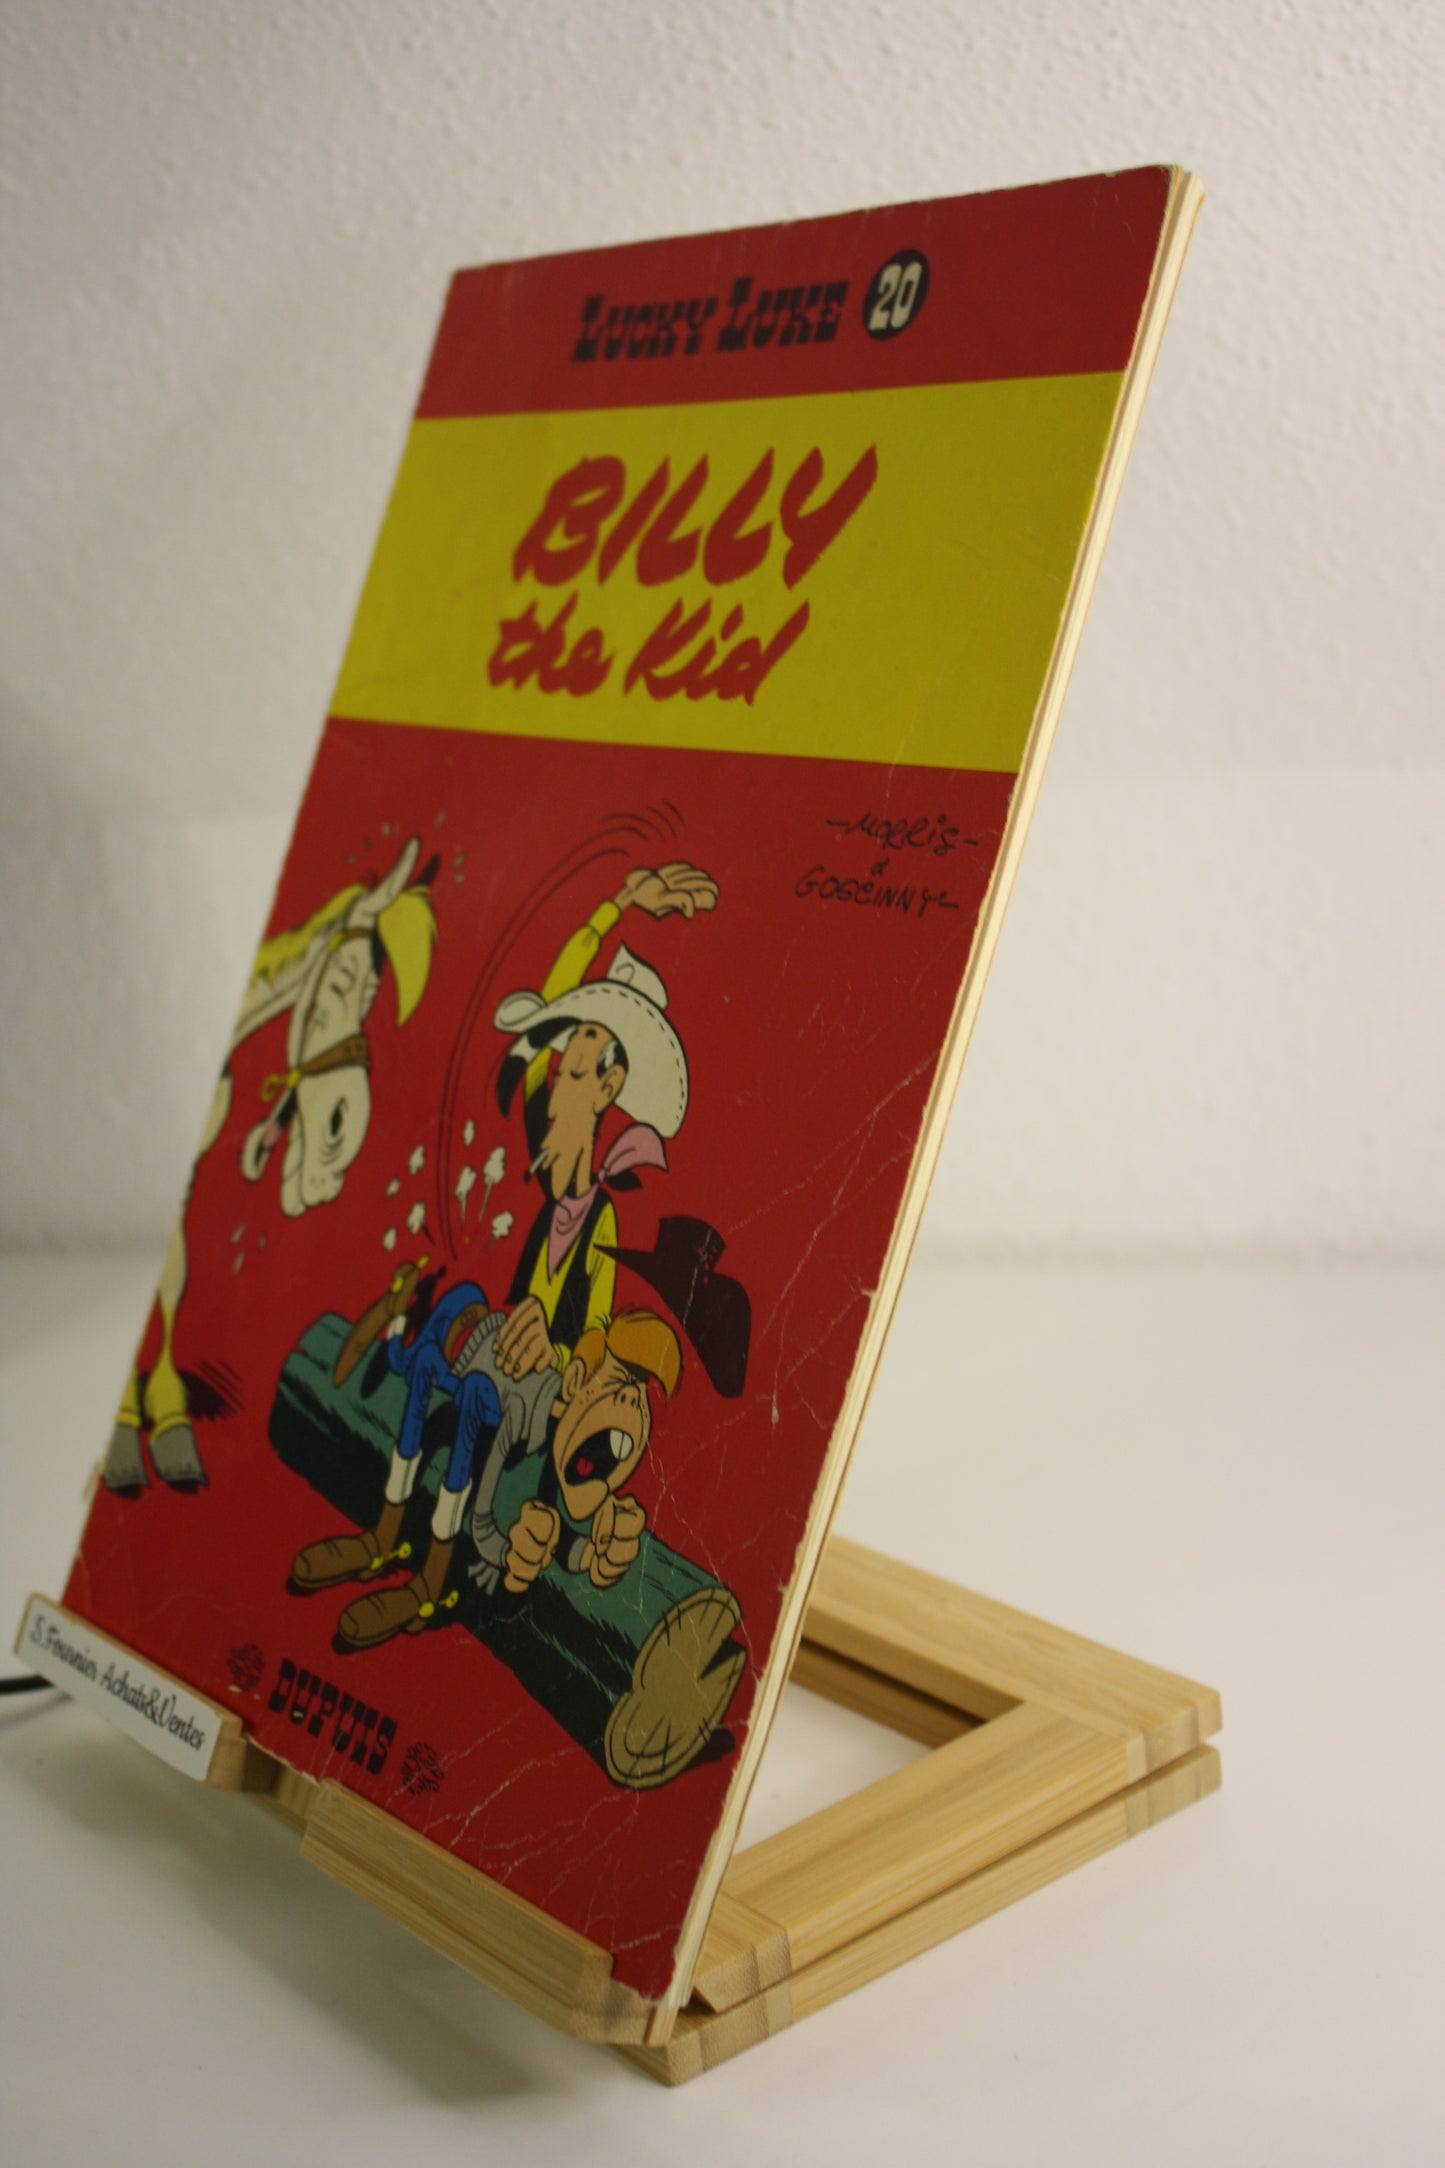 LUCKY LUKE 20
BILLY
the Kid
-MORRIS-
&
GOSCINNY
DUPUIS
S. Fournier Achats&Ventes